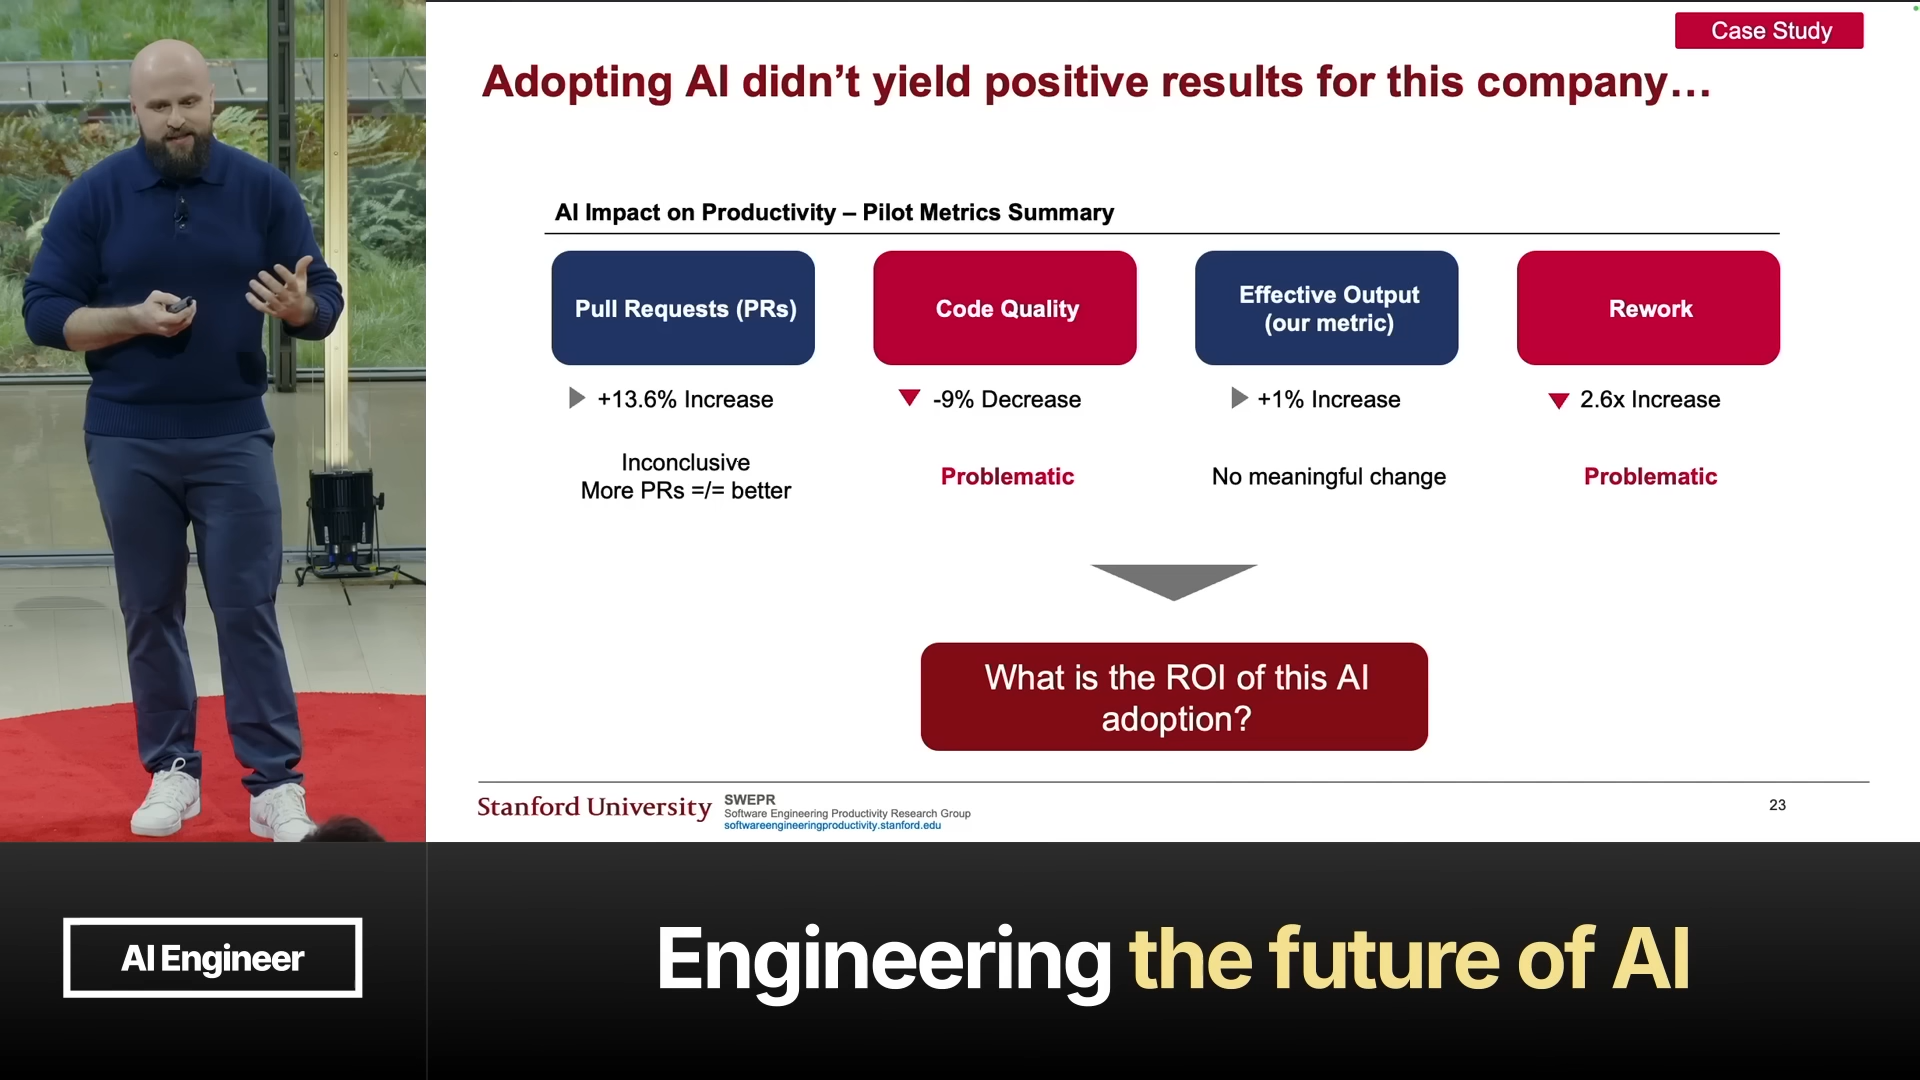 Case Study
Adopting AI didn’t yield positive results for this company…
AI Impact on Productivity – Pilot Metrics Summary
Pull Requests (PRs)
+13.6% Increase
Inconclusive
More PRs =/= better
Code Quality
-9% Decrease
Problematic
Effective Output
(our metric)
+1% Increase
No meaningful change
Rework
2.6x Increase
Problematic
What is the ROI of this AI
adoption?
Stanford University
SWEPR
Software Engineering Productivity Research Group
softwareengineeringproductivity.stanford.edu
23
AI Engineer
Engineering the future of AI